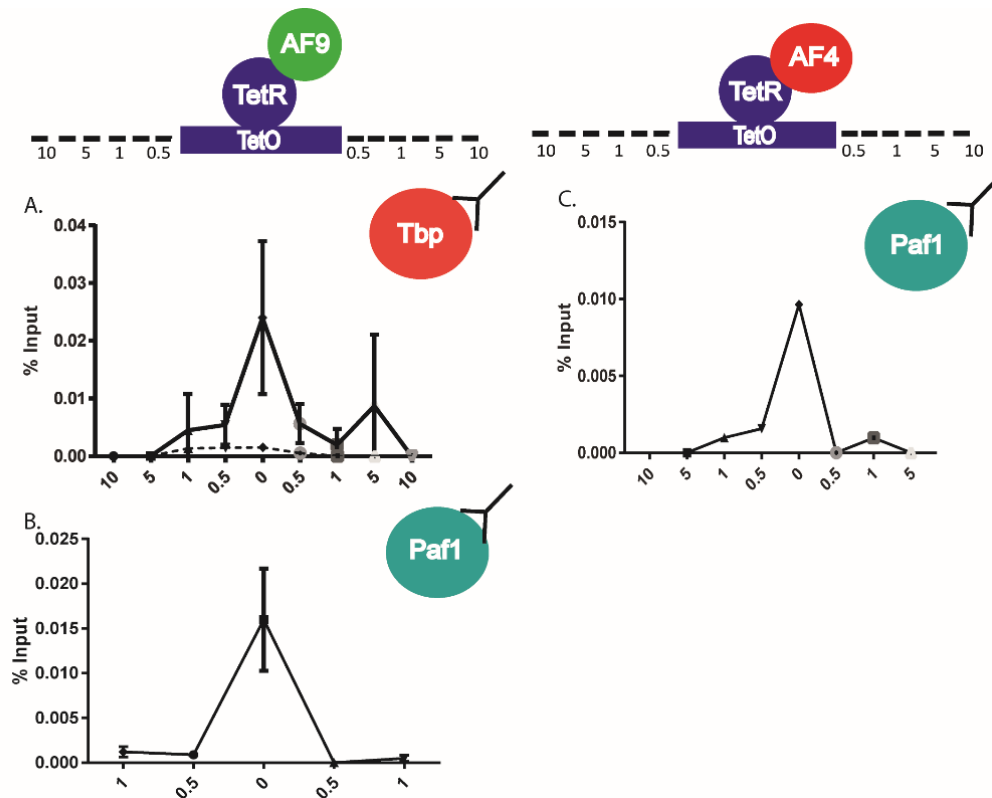 AF9
TetR
TetO
10 5 1 0.5 0.5 1 5 10
AF4
TetR
TetO
10 5 1 0.5 0.5 1 5 10
A.
Tbp
% Input
0.04
0.03
0.02
0.01
0.00
10 5 1 0.5 0 0.5 1 5 10
B.
Paf1
% Input
0.025
0.020
0.015
0.010
0.005
0.000
1 0.5 0 0.5 1
C.
Paf1
% Input
0.015
0.010
0.005
0.000
10 5 1 0.5 0 0.5 1 5